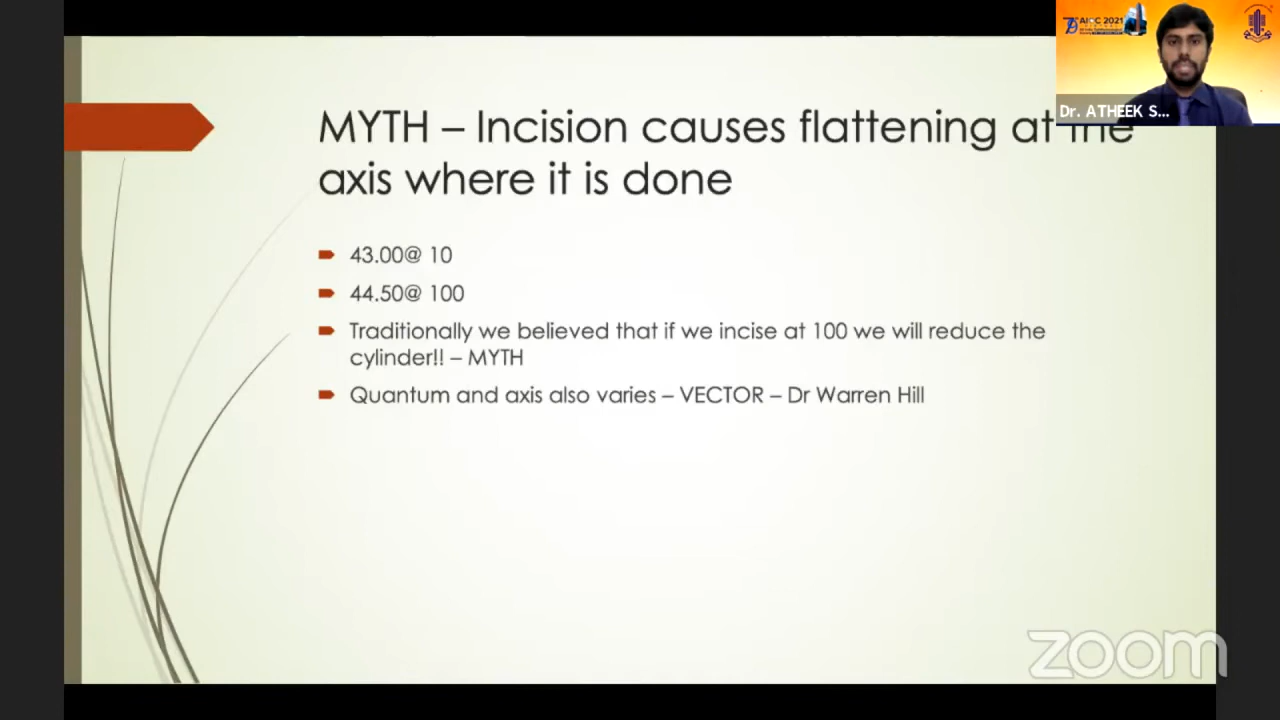 MYTH – Incision causes flattening at the
axis where it is done
43.00@ 10
44.50@ 100
Traditionally we believed that if we incise at 100 we will reduce the
cylinder!! – MYTH
Quantum and axis also varies – VECTOR – Dr Warren Hill
AIOC 2021
Dr. ATHEEK S...
zoom